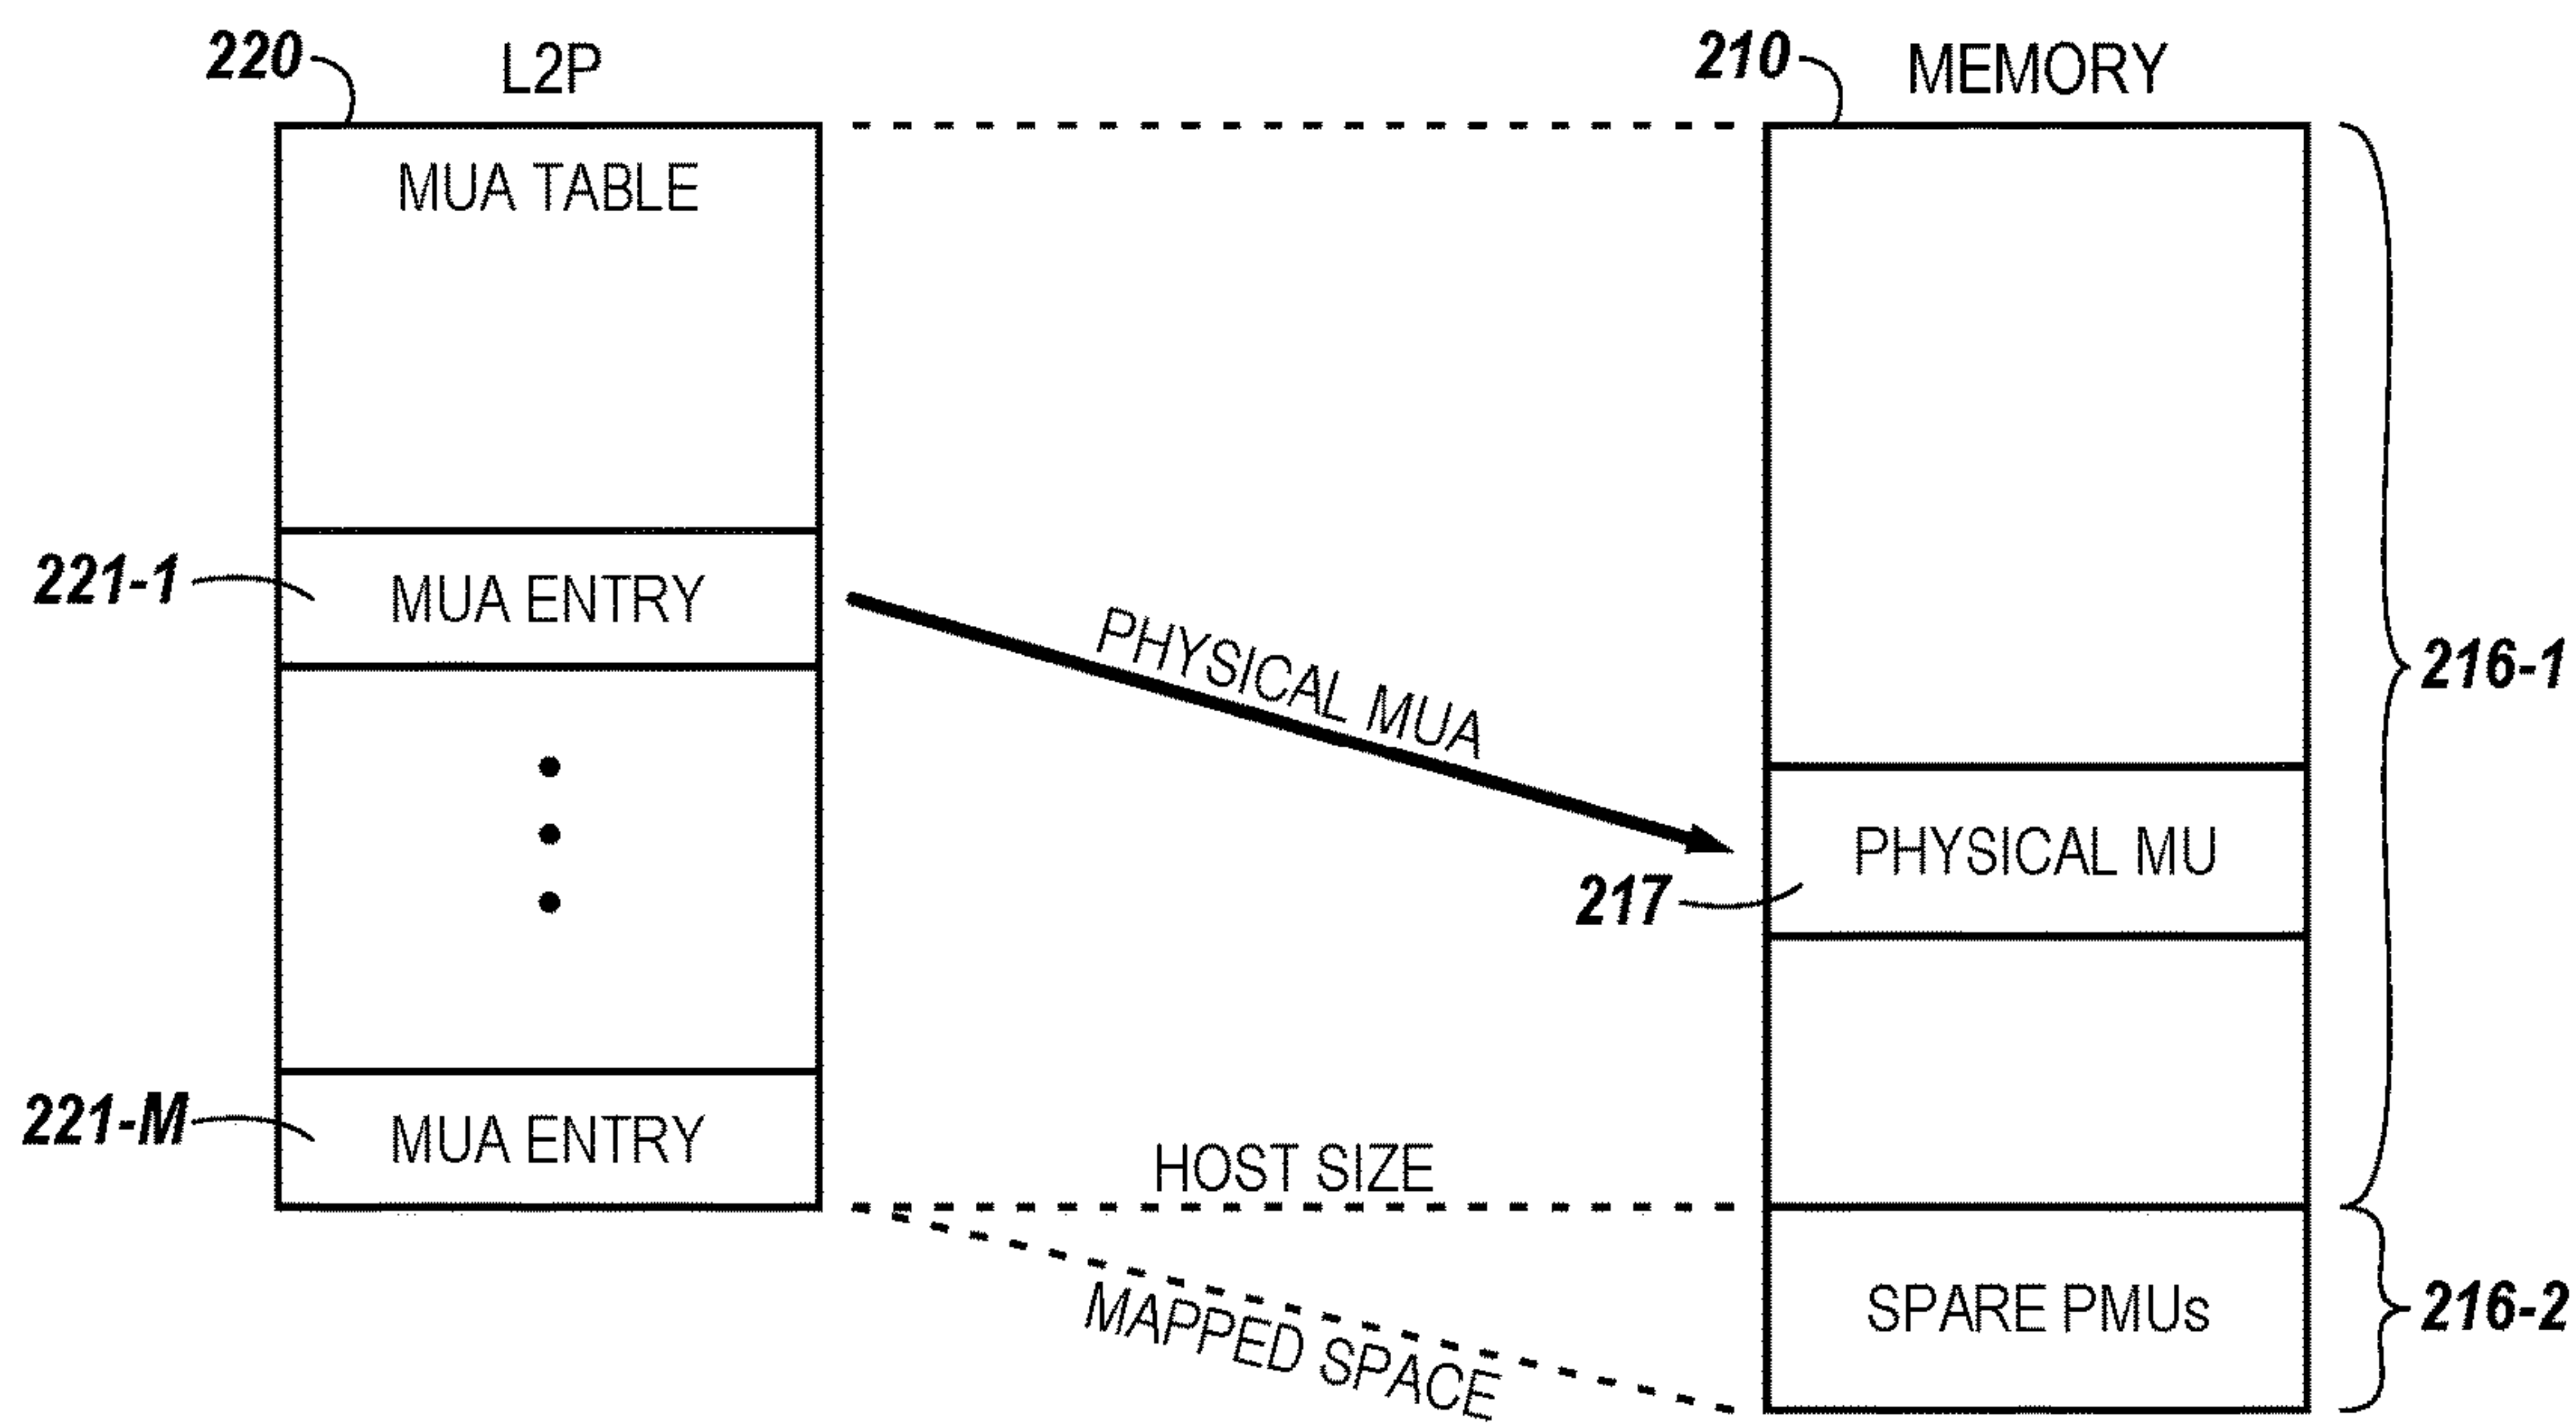 220
L2P
210
MEMORY
MUA TABLE
221-1
MUA ENTRY
PHYSICAL MUA
216-1
217
PHYSICAL MU
221-M
MUA ENTRY
HOST SIZE
MAPPED SPACE
SPARE PMUs
216-2